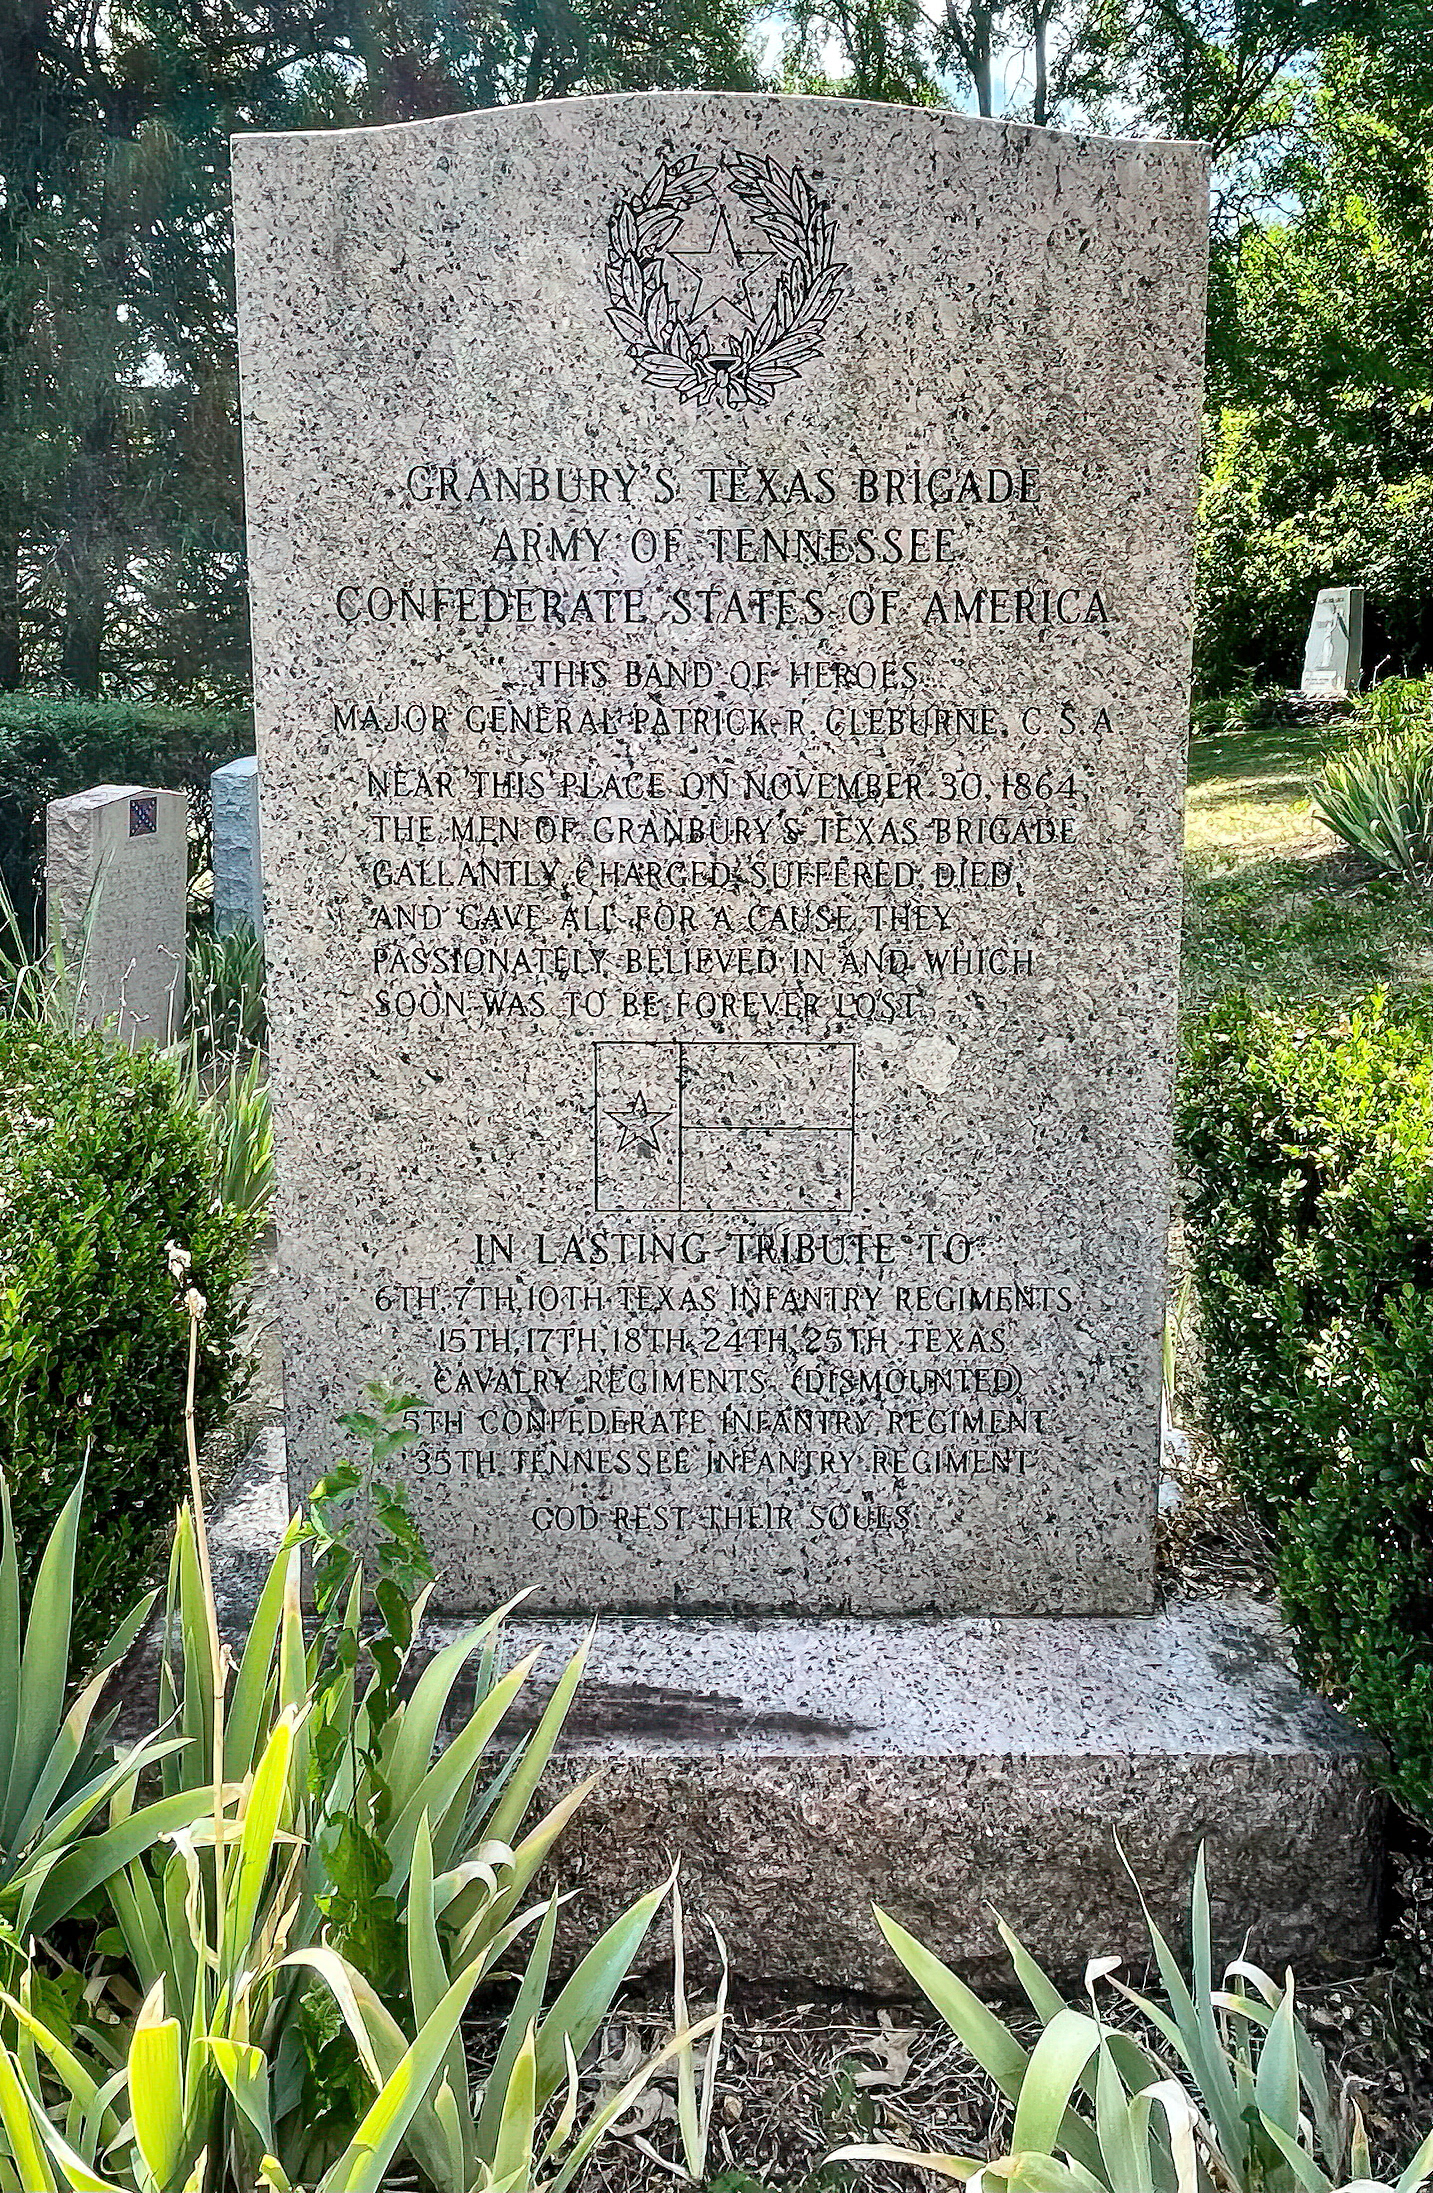 GRANBURY'S TEXAS BRIGADE
ARMY OF TENNESSEE
CONFEDERATE STATES OF AMERICA
THIS BAND OF HEROES
MAJOR GENERAL PATRICK R. CLEBURNE, C.S.A
NEAR THIS PLACE ON NOVEMBER 30, 1864,
THE MEN OF GRANBURY'S TEXAS BRIGADE
GALLANTLY CHARGED, SUFFERED, DIED,
AND GAVE ALL FOR A CAUSE THEY
PASSIONATELY BELIEVED IN AND WHICH
SOON WAS TO BE FOREVER LOST
IN LASTING TRIBUTE TO
6TH, 7TH, 10TH TEXAS INFANTRY REGIMENTS
15TH, 17TH, 18TH, 24TH, 25TH TEXAS
CAVALRY REGIMENTS (DISMOUNTED)
5TH CONFEDERATE INFANTRY REGIMENT
35TH TENNESSEE INFANTRY REGIMENT
GOD REST THEIR SOULS